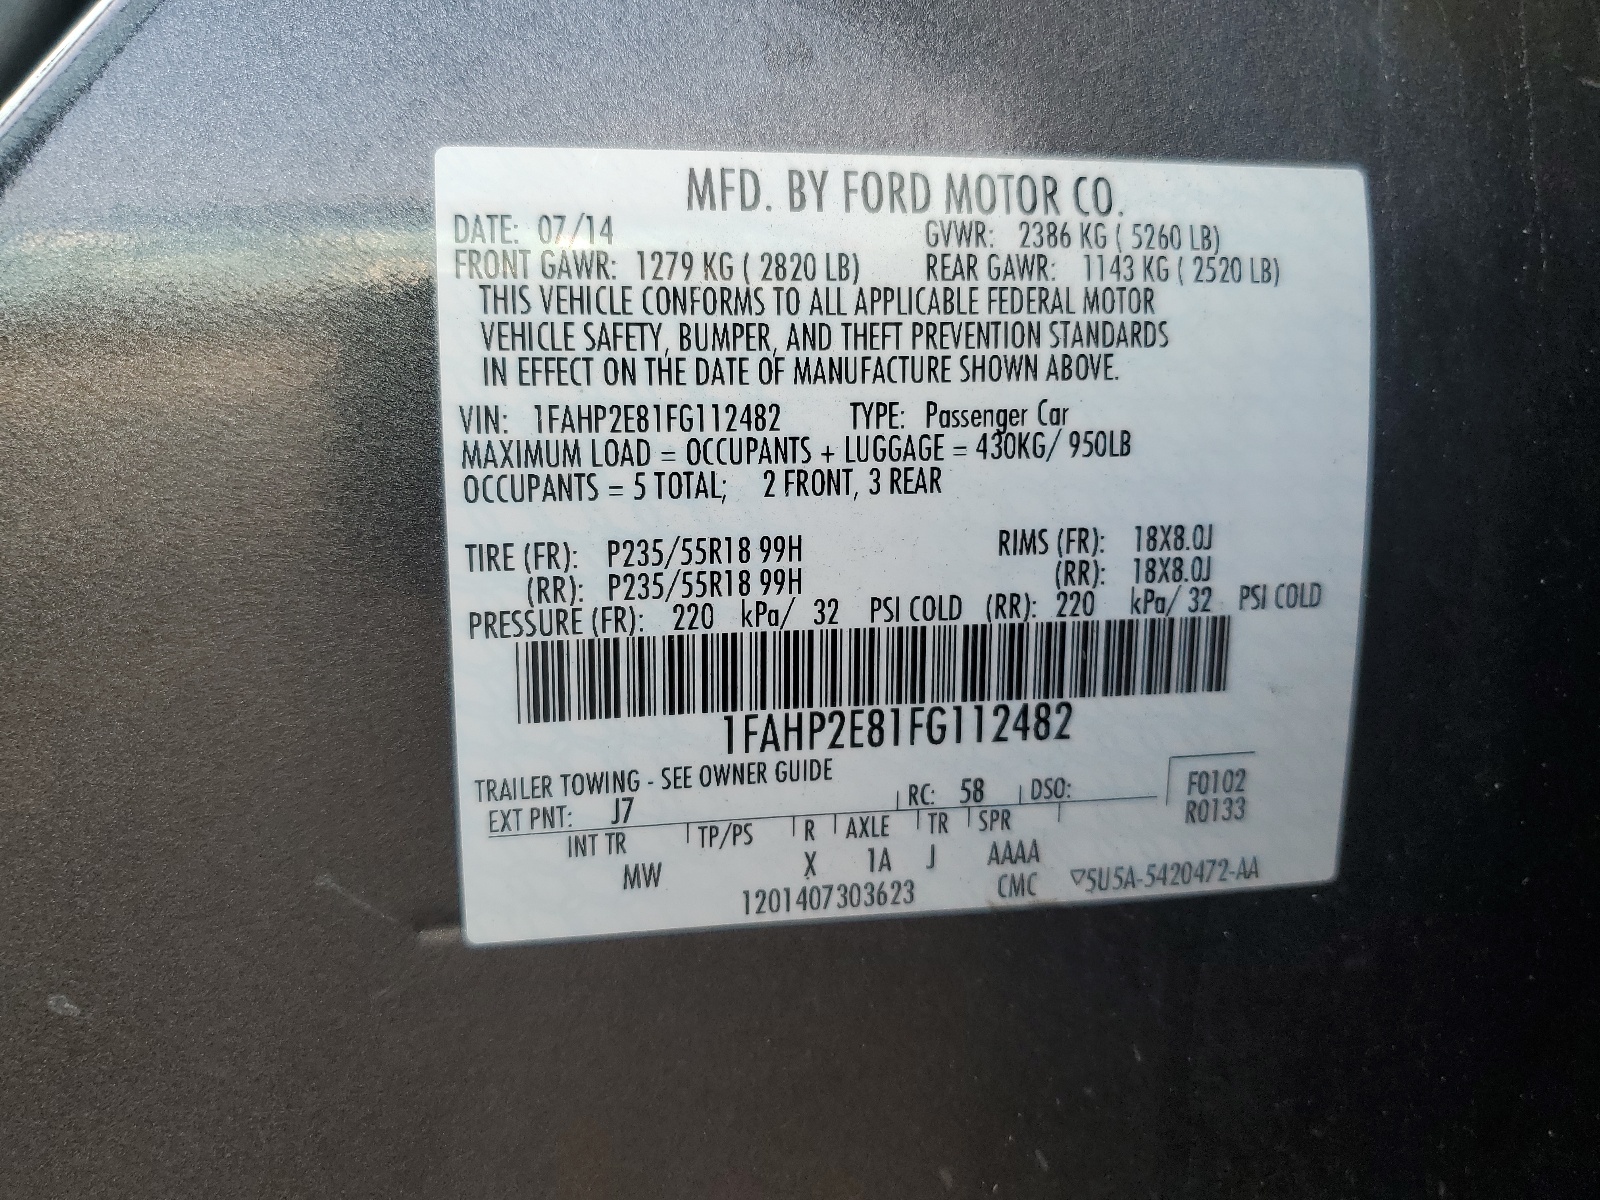 MFD. BY FORD MOTOR CO.
DATE: 07/14 GVWR: 2386 KG ( 5260 LB)
FRONT GAWR: 1279 KG ( 2820 LB) REAR GAWR: 1143 KG ( 2520 LB)
THIS VEHICLE CONFORMS TO ALL APPLICABLE FEDERAL MOTOR
VEHICLE SAFETY, BUMPER, AND THEFT PREVENTION STANDARDS
IN EFFECT ON THE DATE OF MANUFACTURE SHOWN ABOVE.
VIN: 1FAHP2E81FG112482 TYPE: Passenger Car
MAXIMUM LOAD = OCCUPANTS + LUGGAGE = 430KG/ 950LB
OCCUPANTS = 5 TOTAL; 2 FRONT, 3 REAR
TIRE (FR): P235/55R18 99H RIMS (FR): 18X8.0J
(RR): P235/55R18 99H (RR): 18X8.0J
PRESSURE (FR): 220 kPa/ 32 PSI COLD (RR): 220 kPa/ 32 PSI COLD
1FAHP2E81FG112482
TRAILER TOWING - SEE OWNER GUIDE
EXT PNT: J7 RC: 58 DSO: F0102
R0133
INT TR TP/PS R AXLE TR SPR
MW X 1A J AAAA
1201407303623 CMC ▽5U5A-5420472-AA